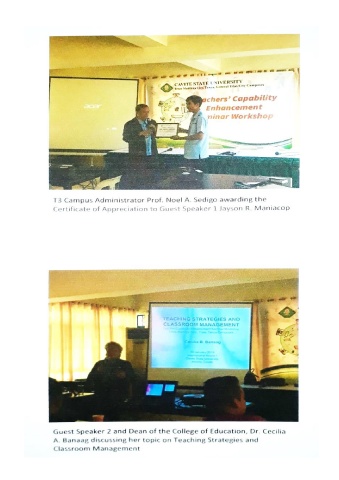 CAVITE STATE UNIVERSITY
Teachers' Capability
Enhancement
Seminar Workshop
T3 Campus Administrator Prof. Noel A. Sedigo awarding the
Certificate of Appreciation to Guest Speaker 1 Jayson R. Maniacop
TEACHING STRATEGIES AND
CLASSROOM MANAGEMENT
Guest Speaker 2 and Dean of the College of Education, Dr. Cecilia
A. Banaag discussing her topic on Teaching Strategies and
Classroom Management